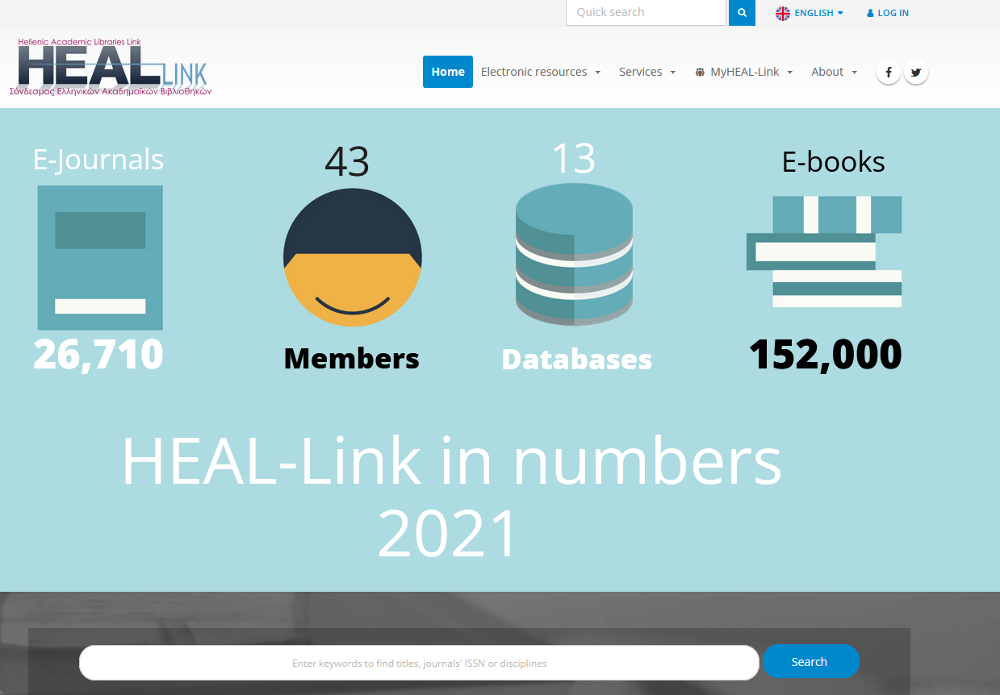 Quick search
ENGLISH
LOG IN
Hellenic Academic Libraries Link
HEAL LINK
Σύνδεσμος Ελληνικών Ακαδημαϊκών Βιβλιοθηκών
Home
Electronic resources
Services
MyHEAL-Link
About
E-Journals
26,710
43
Members
13
Databases
E-books
152,000
HEAL-Link in numbers
2021
Enter keywords to find titles, journals' ISSN or disciplines
Search